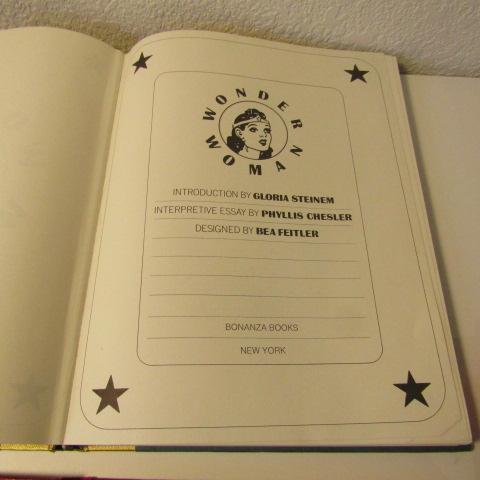 WONDER
WOMAN
INTRODUCTION BY GLORIA STEINEM
INTERPRETIVE ESSAY BY PHYLLIS CHESLER
DESIGNED BY BEA FEITLER
BONANZA BOOKS
NEW YORK